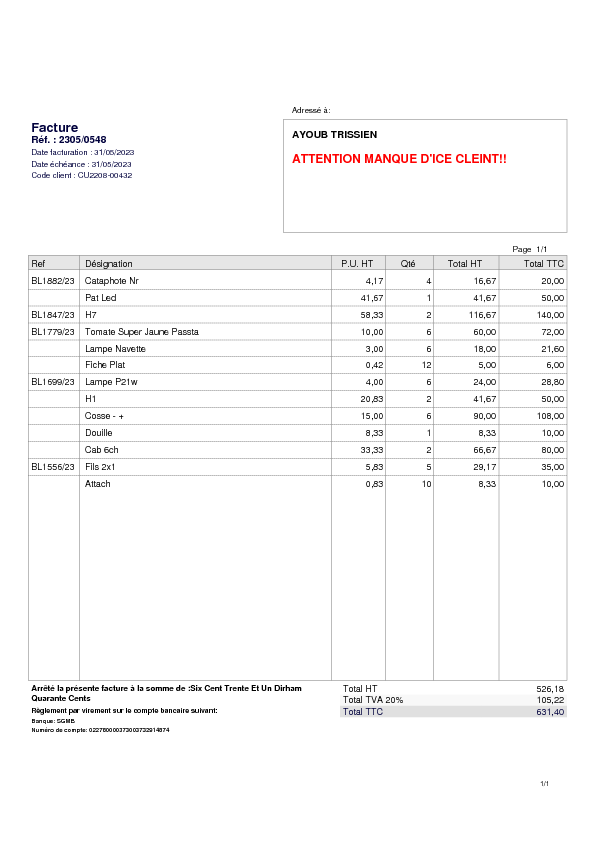 Adressé à:
Facture
Réf. : 2305/0548
Date facturation : 31/05/2023
Date échéance : 31/05/2023
Code client : CU2208-00432
AYOUB TRISSIEN
ATTENTION MANQUE D'ICE CLEINT!!
Page 1/1
Ref Désignation P.U. HT Qté Total HT Total TTC
BL1882/23 Cataphote Nr 4,17 4 16,67 20,00
Pat Led 41,67 1 41,67 50,00
BL1847/23 H7 58,33 2 116,67 140,00
BL1779/23 Tomate Super Jaune Passta 10,00 6 60,00 72,00
Lampe Navette 3,00 6 18,00 21,60
Fiche Plat 0,42 12 5,00 6,00
BL1699/23 Lampe P21w 4,00 6 24,00 28,80
H1 20,83 2 41,67 50,00
Cosse - + 15,00 6 90,00 108,00
Douille 8,33 1 8,33 10,00
Cab 6ch 33,33 2 66,67 80,00
BL1556/23 Fils 2x1 5,83 5 29,17 35,00
Attach 0,83 10 8,33 10,00
Arrêté la présente facture à la somme de :Six Cent Trente Et Un Dirham
Quarante Cents
Règlement par virement sur le compte bancaire suivant:
Banque: SGMB
Numéro de compte:
Total HT 526,18
Total TVA 20% 105,22
Total TTC 631,40
1/1